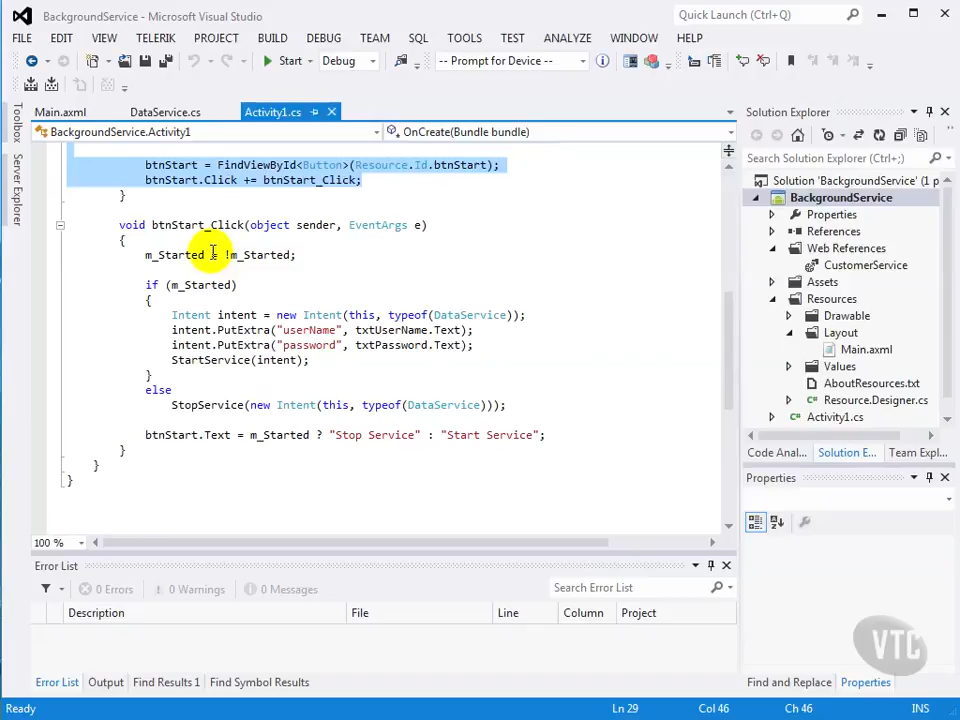 BackgroundService - Microsoft Visual Studio
Quick Launch (Ctrl+Q)
FILE EDIT VIEW TELERIK PROJECT BUILD DEBUG TEAM SQL TOOLS TEST ANALYZE WINDOW HELP
Start Debug -- Prompt for Device --
Toolbox
Server Explorer
Main.axml DataService.cs Activity1.cs
BackgroundService.Activity1 OnCreate(Bundle bundle)
btnStart = FindViewById<Button>(Resource.Id.btnStart);
btnStart.Click += btnStart_Click;
}
void btnStart_Click(object sender, EventArgs e)
{
m_Started = !m_Started;
if (m_Started)
{
Intent intent = new Intent(this, typeof(DataService));
intent.PutExtra("userName", txtUserName.Text);
intent.PutExtra("password", txtPassword.Text);
StartService(intent);
}
else
StopService(new Intent(this, typeof(DataService)));
btnStart.Text = m_Started ? "Stop Service" : "Start Service";
}
}
}
100 %
Error List
0 Errors 0 Warnings 0 Messages Search Error List
Description File Line Column Project
Error List Output Find Results 1 Find Symbol Results
Solution Explorer
Search Solution Explorer (Ctrl+;)
Solution 'BackgroundService' (1 p
BackgroundService
Properties
References
Web References
CustomerService
Assets
Resources
Drawable
Layout
Main.axml
Values
AboutResources.txt
Resource.Designer.cs
Activity1.cs
Code Anal... Solution E... Team Expl...
Properties
VTC
Find and Replace Properties
Ready Ln 29 Col 46 Ch 46 INS